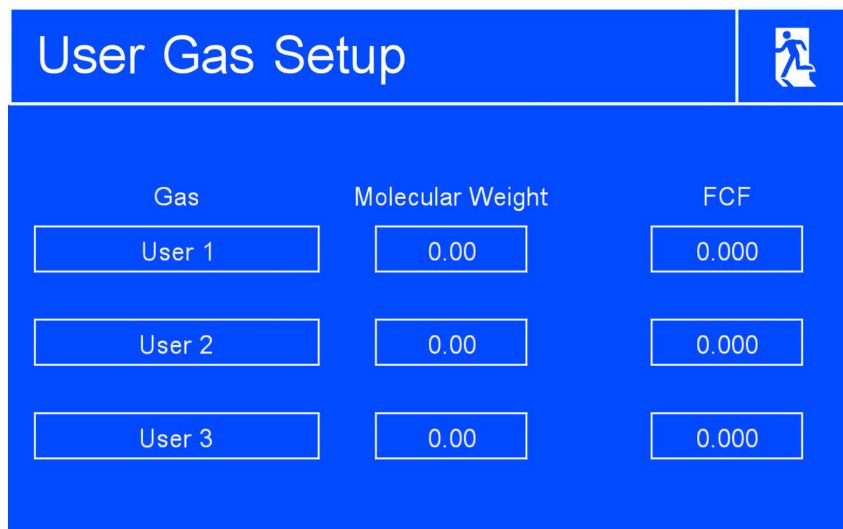 User Gas Setup
Gas Molecular Weight FCF
User 1 0.00 0.000
User 2 0.00 0.000
User 3 0.00 0.000